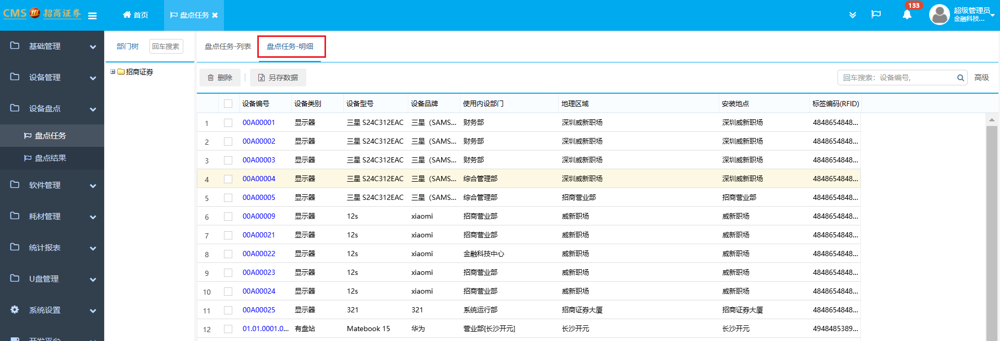 CMS 招商证券
首页
盘点任务
133
超级管理员
金融科技...
基础管理
设备管理
设备盘点
盘点任务
盘点结果
软件管理
耗材管理
统计报表
U盘管理
系统设置
开发平台
部门树 回车搜索
招商证券
盘点任务-列表 盘点任务-明细
删除 另存数据 回车搜索：设备编号, 高级
设备编号 设备类别 设备型号 设备品牌 使用内设部门 地理区域 安装地点 标签编码(RFID)
1 00A00001 显示器 三星 S24C312EAC 三星（SAMS... 财务部 深圳威新职场 深圳威新职场 4848654848...
2 00A00002 显示器 三星 S24C312EAC 三星（SAMS... 财务部 深圳威新职场 深圳威新职场 4848654848...
3 00A00003 显示器 三星 S24C312EAC 三星（SAMS... 财务部 深圳威新职场 深圳威新职场 4848654848...
4 00A00004 显示器 三星 S24C312EAC 三星（SAMS... 综合管理部 深圳威新职场 深圳威新职场 4848654848...
5 00A00005 显示器 三星 S24C312EAC 三星（SAMS... 综合管理部 招商营业部 招商营业部 4848654848...
6 00A00009 显示器 12s xiaomi 招商营业部 威新职场 威新职场 4848654848...
7 00A00021 显示器 12s xiaomi 招商营业部 威新职场 威新职场 4848654848...
8 00A00022 显示器 12s xiaomi 金融科技中心 威新职场 威新职场 4848654848...
9 00A00023 显示器 12s xiaomi 招商营业部 威新职场 威新职场 4848654848...
10 00A00024 显示器 12s xiaomi 招商营业部 威新职场 威新职场 4848654848...
11 00A00025 显示器 321 321 系统运行部 招商证券大厦 招商证券大厦 4848654848...
12 01.01.0001.0... 有盘站 Matebook 15 华为 营业部[长沙开元] 长沙开元 长沙开元 4948485389...